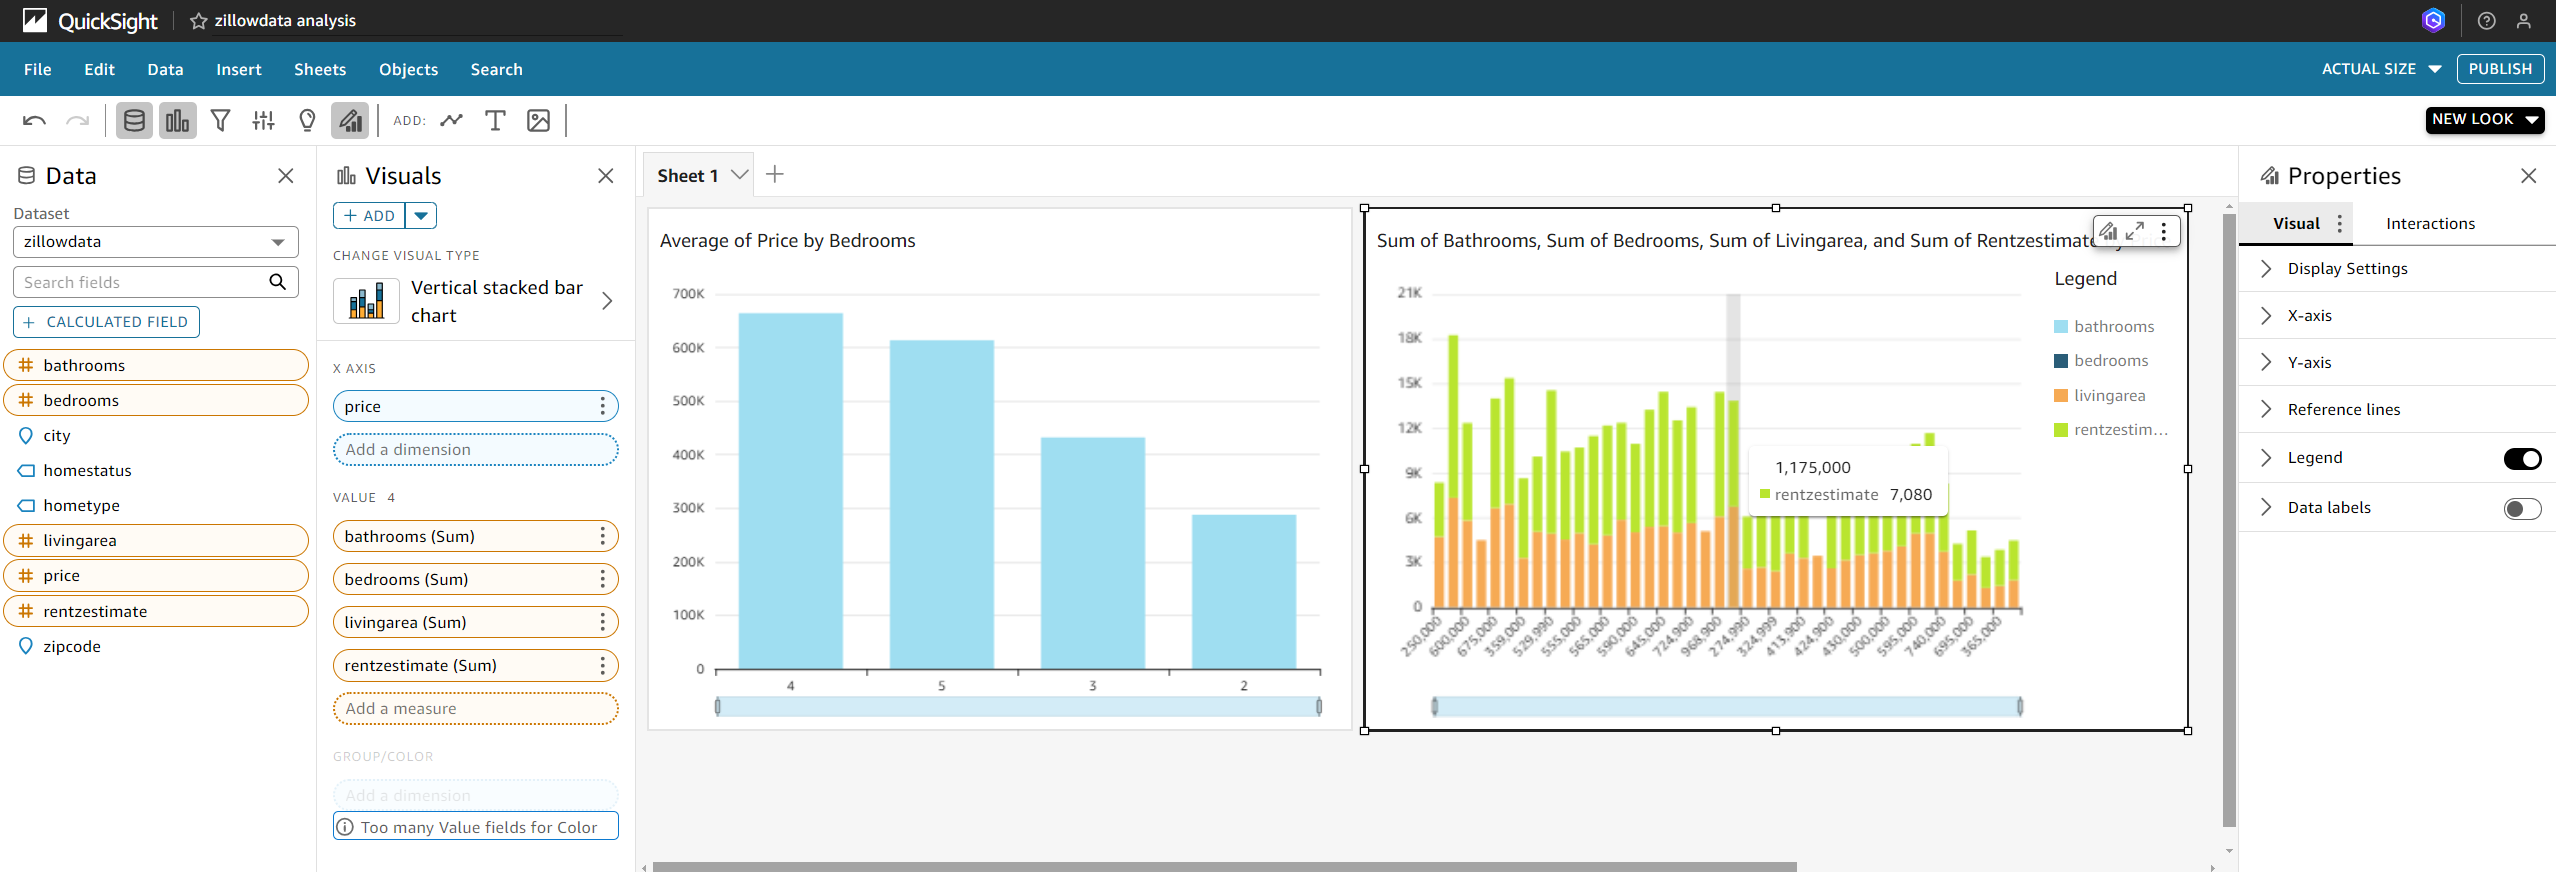 QuickSight
zillowdata analysis
File Edit Data Insert Sheets Objects Search
ACTUAL SIZE
PUBLISH
ADD:
NEW LOOK
Data
Dataset
zillowdata
Search fields
CALCULATED FIELD
bathrooms
bedrooms
city
homestatus
hometype
livingarea
price
rentzestimate
zipcode
Visuals
ADD
CHANGE VISUAL TYPE
Vertical stacked bar
chart
X AXIS
price
Add a dimension
VALUE 4
bathrooms (Sum)
bedrooms (Sum)
livingarea (Sum)
rentzestimate (Sum)
Add a measure
GROUP/COLOR
Add a dimension
Too many Value fields for Color
Sheet 1
Average of Price by Bedrooms
700K
600K
500K
400K
300K
200K
100K
0
4 5 3 2
Sum of Bathrooms, Sum of Bedrooms, Sum of Livingarea, and Sum of Rentzestimate
21K
18K
15K
12K
9K
6K
3K
0
250,000 600,000 675,000 359,000 529,990 555,000 565,000 590,000 645,000 724,900 968,900 274,990 324,999 413,900 424,900 430,000 500,000 595,000 740,000 695,000 365,000
1,175,000
rentzestimate 7,080
Legend
bathrooms
bedrooms
livingarea
rentzestim...
Properties
Visual
Interactions
Display Settings
X-axis
Y-axis
Reference lines
Legend
Data labels